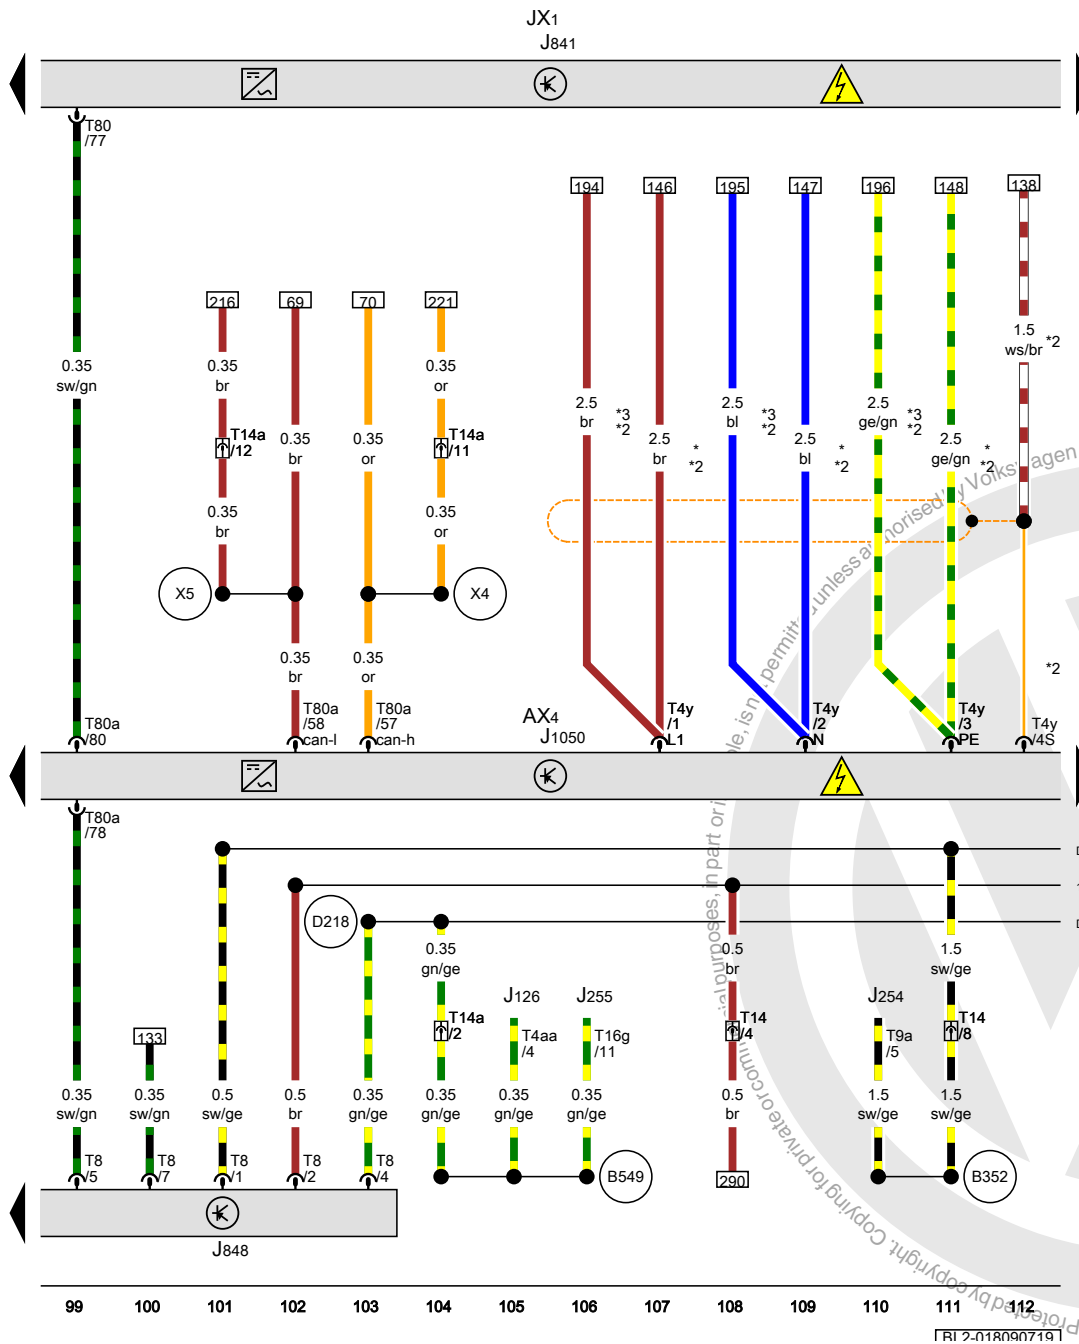 JX1
J841
T80
/77
194 146 195 147 196 148 138
216 69 70 221
0.35
sw/gn
0.35
br
0.35
or
1.5
ws/br *2
2.5
br
*3
*2
2.5
bl
*3
*2
2.5
ge/gn
*3
*2
T14a
/12
T14a
/11
0.35
br
0.35
or
2.5
br
*
*2
2.5
bl
*
*2
2.5
ge/gn
*
*2
0.35
br
0.35
or
X5
X4
0.35
br
0.35
or
*2
T80a
/80
T80a
/58
can-l
T80a
/57
can-h
AX4
J1050
T4y
/1
L1
T4y
/2
N
T4y
/3
PE
T4y
/4S
T80a
/78
D218
0.35
gn/ge
0.5
br
1.5
sw/ge
J126
J255
J254
133
T14a
/2
T4aa
/4
T16g
/11
T14
/4
T9a
/5
T14
/8
0.35
sw/gn
0.35
sw/gn
0.5
sw/ge
0.5
br
0.35
gn/ge
0.35
gn/ge
0.35
gn/ge
0.35
gn/ge
0.5
br
1.5
sw/ge
1.5
sw/ge
T8
/5
T8
/7
T8
/1
T8
/2
T8
/4
B549
290
B352
J848
99 100 101 102 103 104 105 106 107 108 109 110 111 112
BL2-018090719